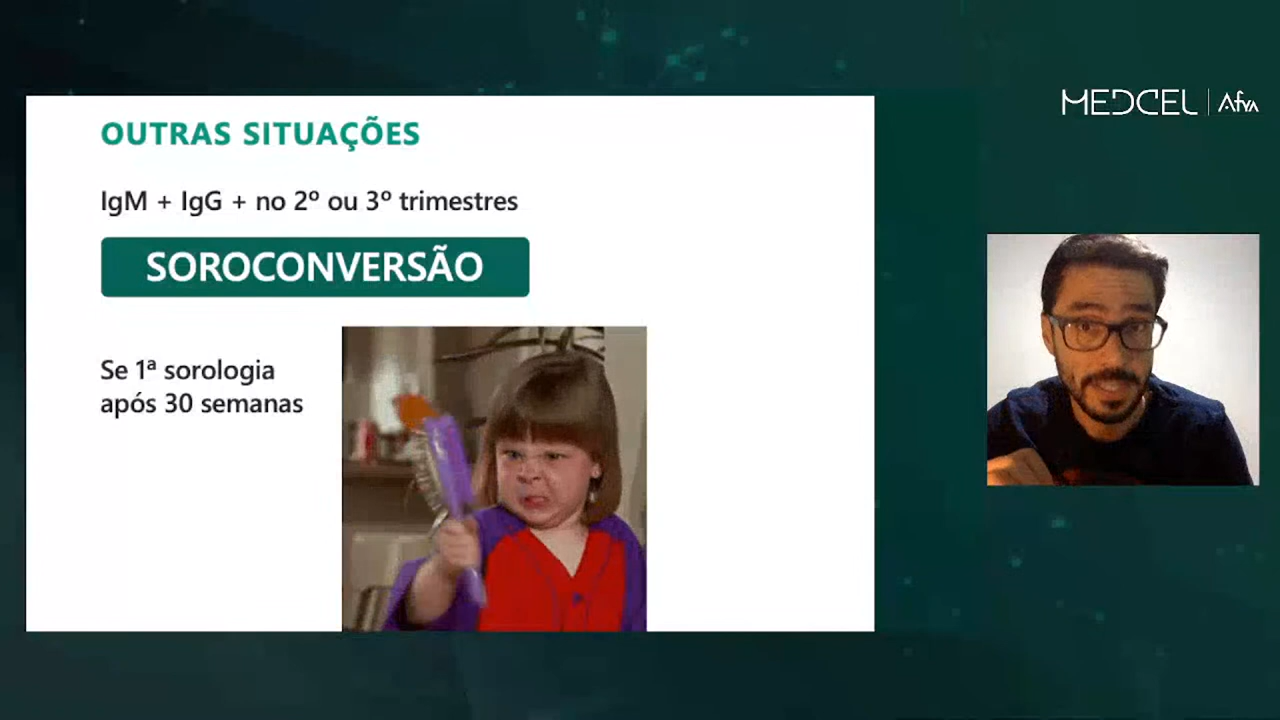 MEDCEL | Afya
OUTRAS SITUAÇÕES
IgM + IgG + no 2º ou 3º trimestres
SOROCONVERSÃO
Se 1ª sorologia
após 30 semanas